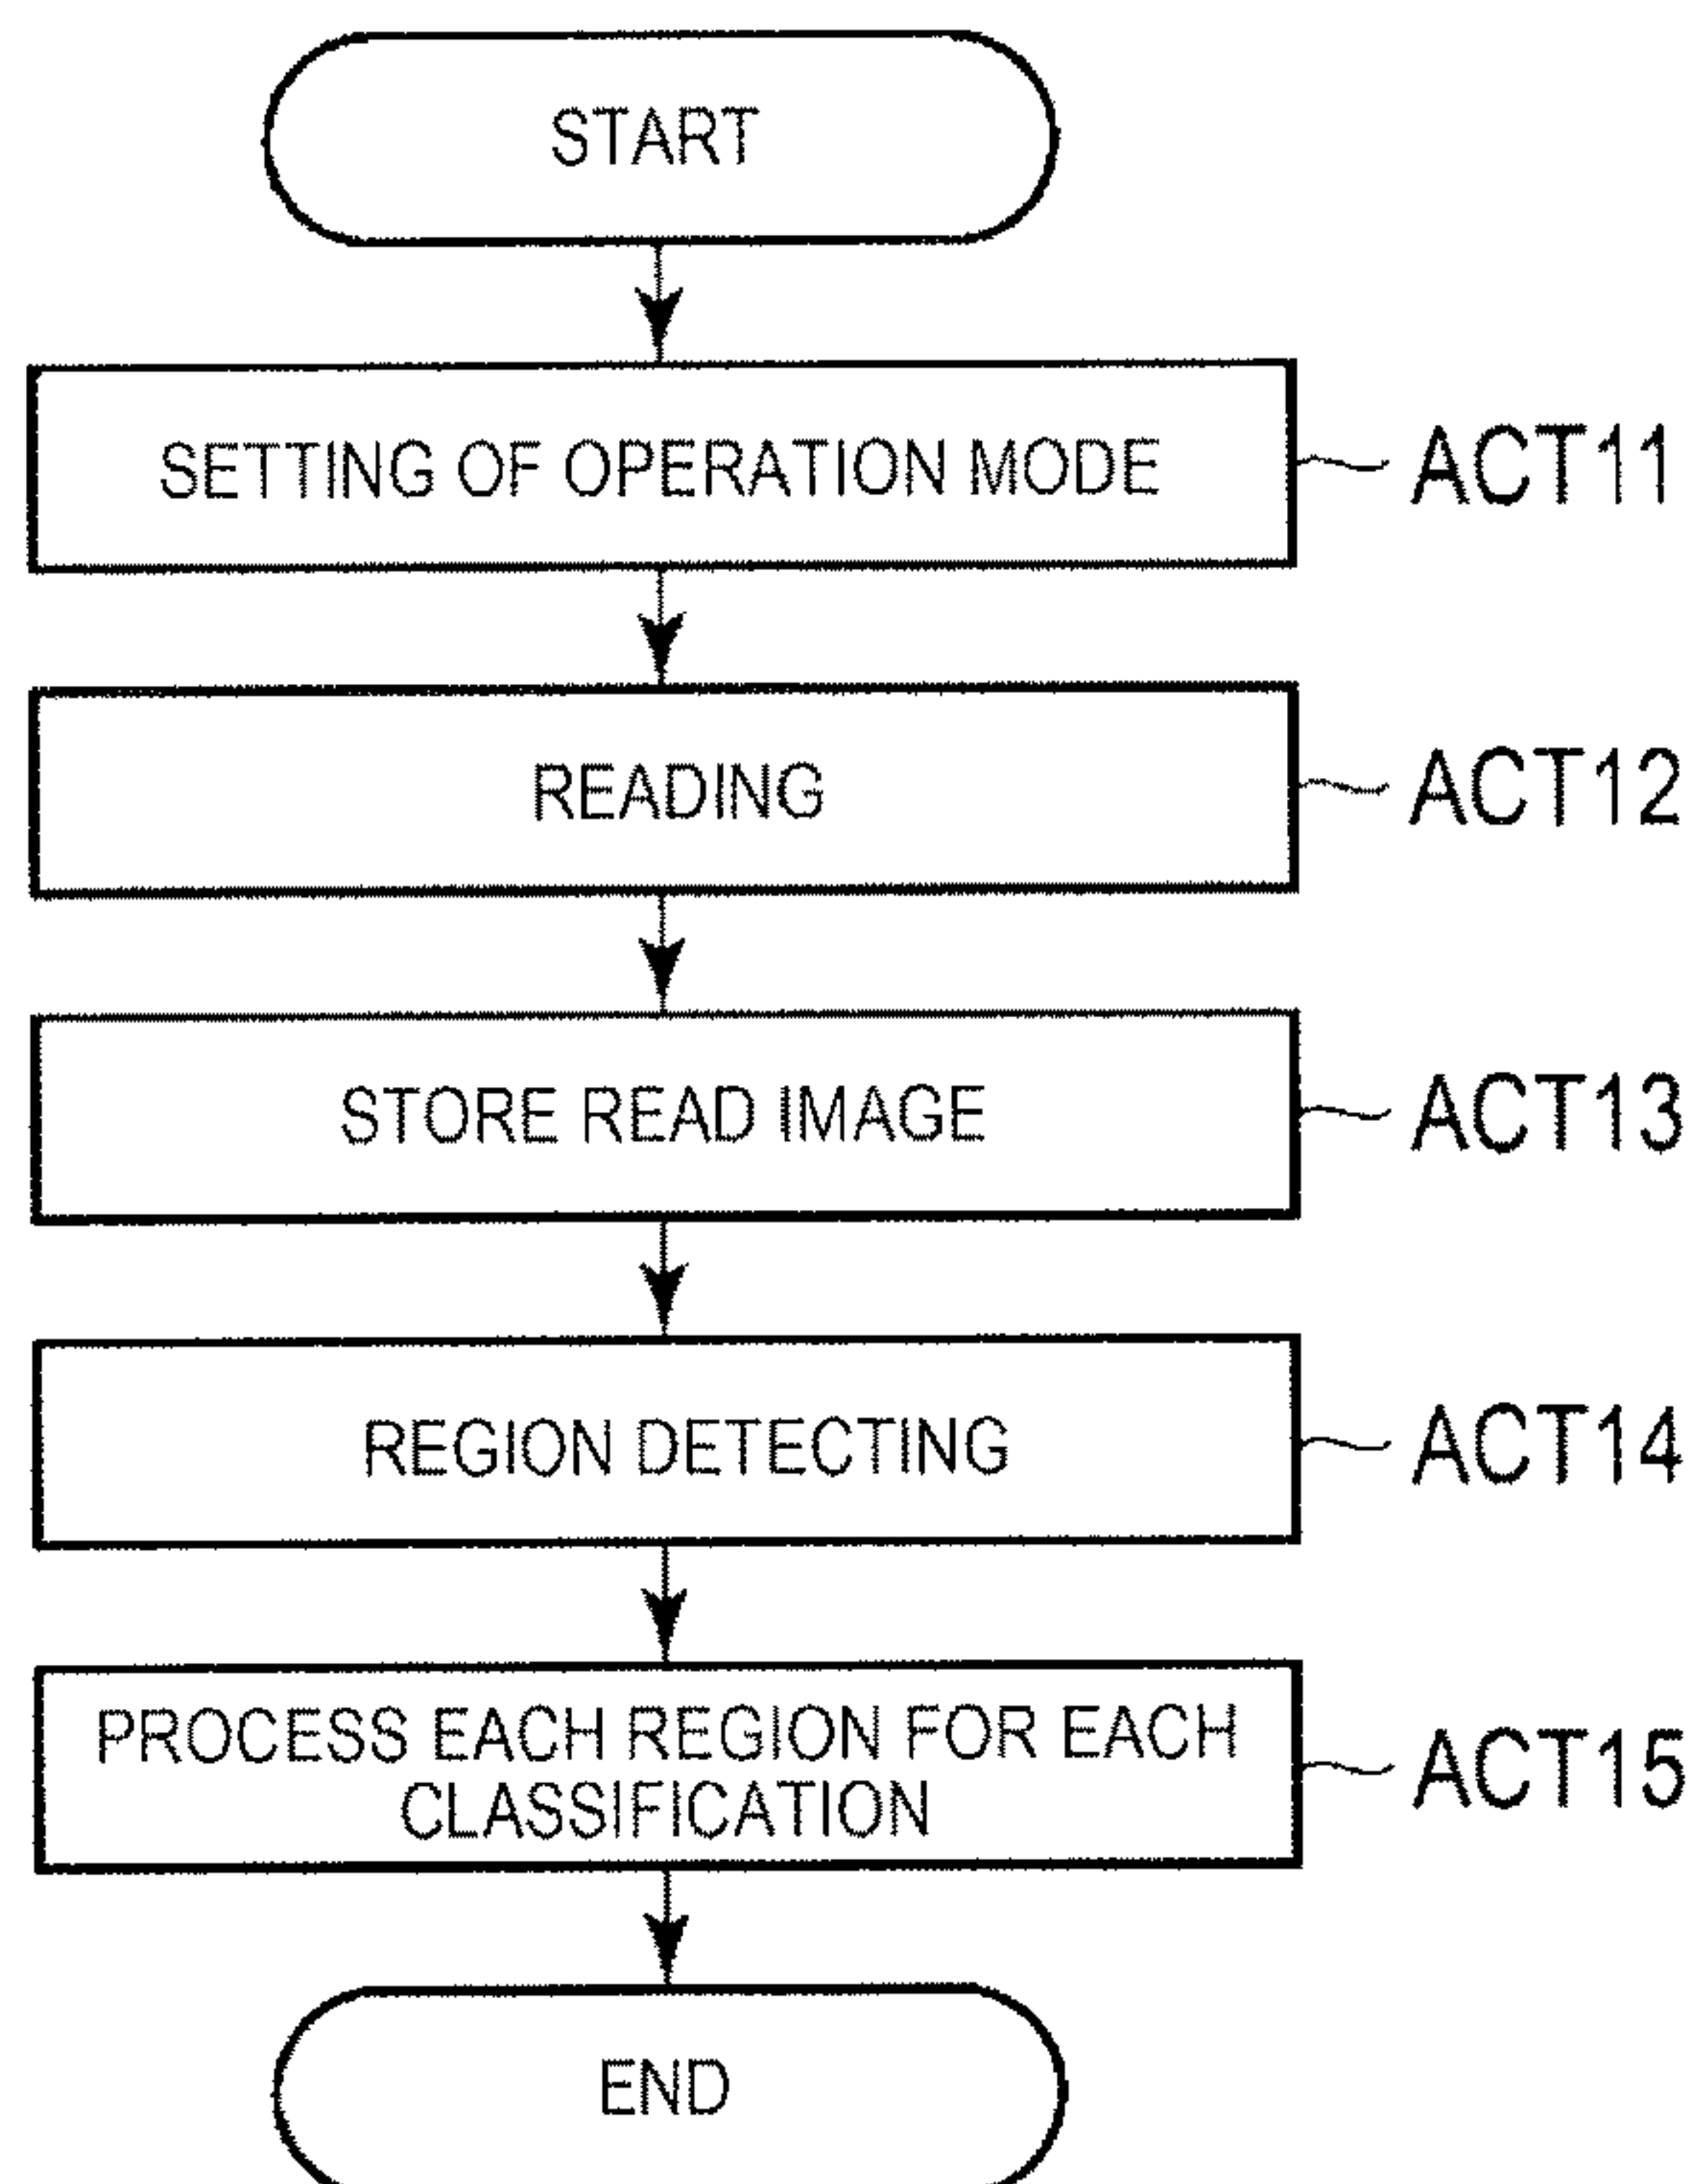 START
SETTING OF OPERATION MODE
ACT11
READING
ACT12
STORE READ IMAGE
ACT13
REGION DETECTING
ACT14
PROCESS EACH REGION FOR EACH
CLASSIFICATION
ACT15
END